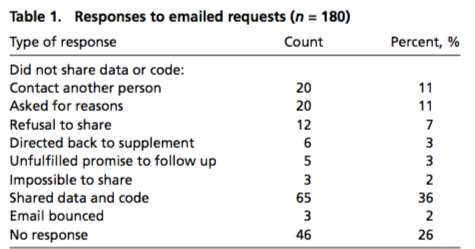 Table 1. Responses to emailed requests (n = 180)
Type of response Count Percent, %
Did not share data or code:
Contact another person 20 11
Asked for reasons 20 11
Refusal to share 12 7
Directed back to supplement 6 3
Unfulfilled promise to follow up 5 3
Impossible to share 3 2
Shared data and code 65 36
Email bounced 3 2
No response 46 26